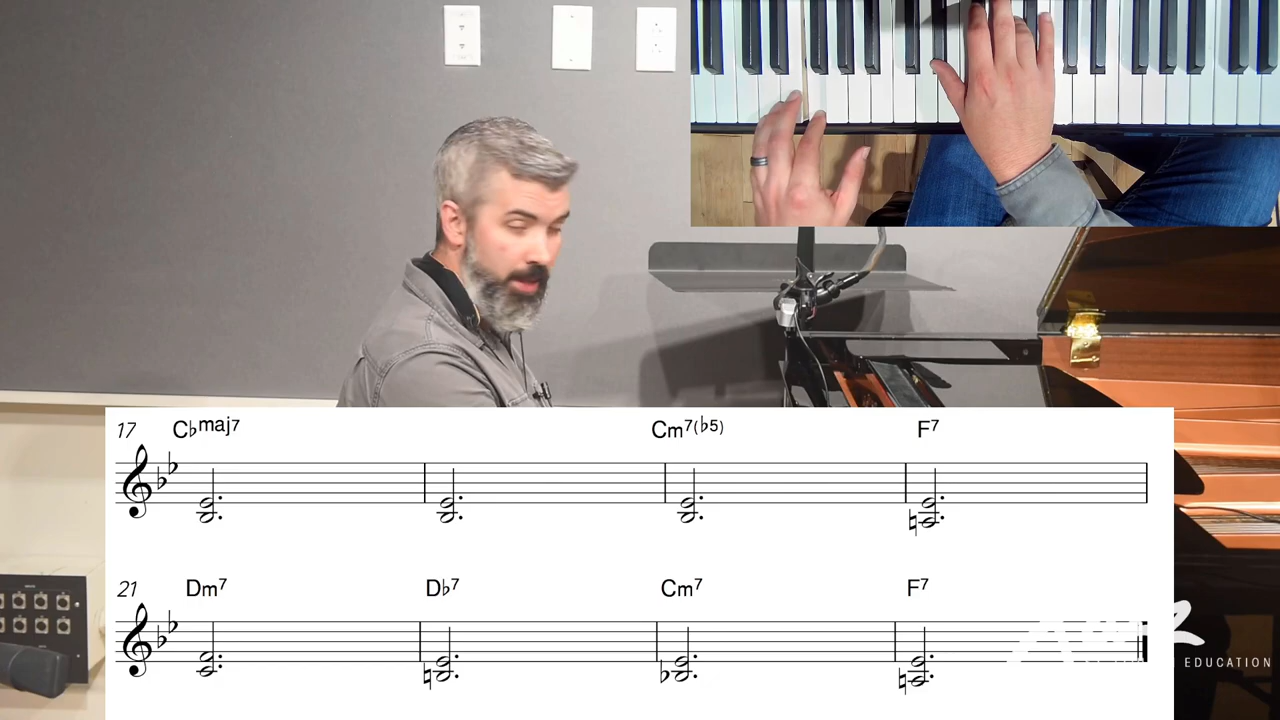 17 C♭maj7 Cm7(♭5) F7
21 Dm7 D♭7 Cm7 F7
EDUCATION